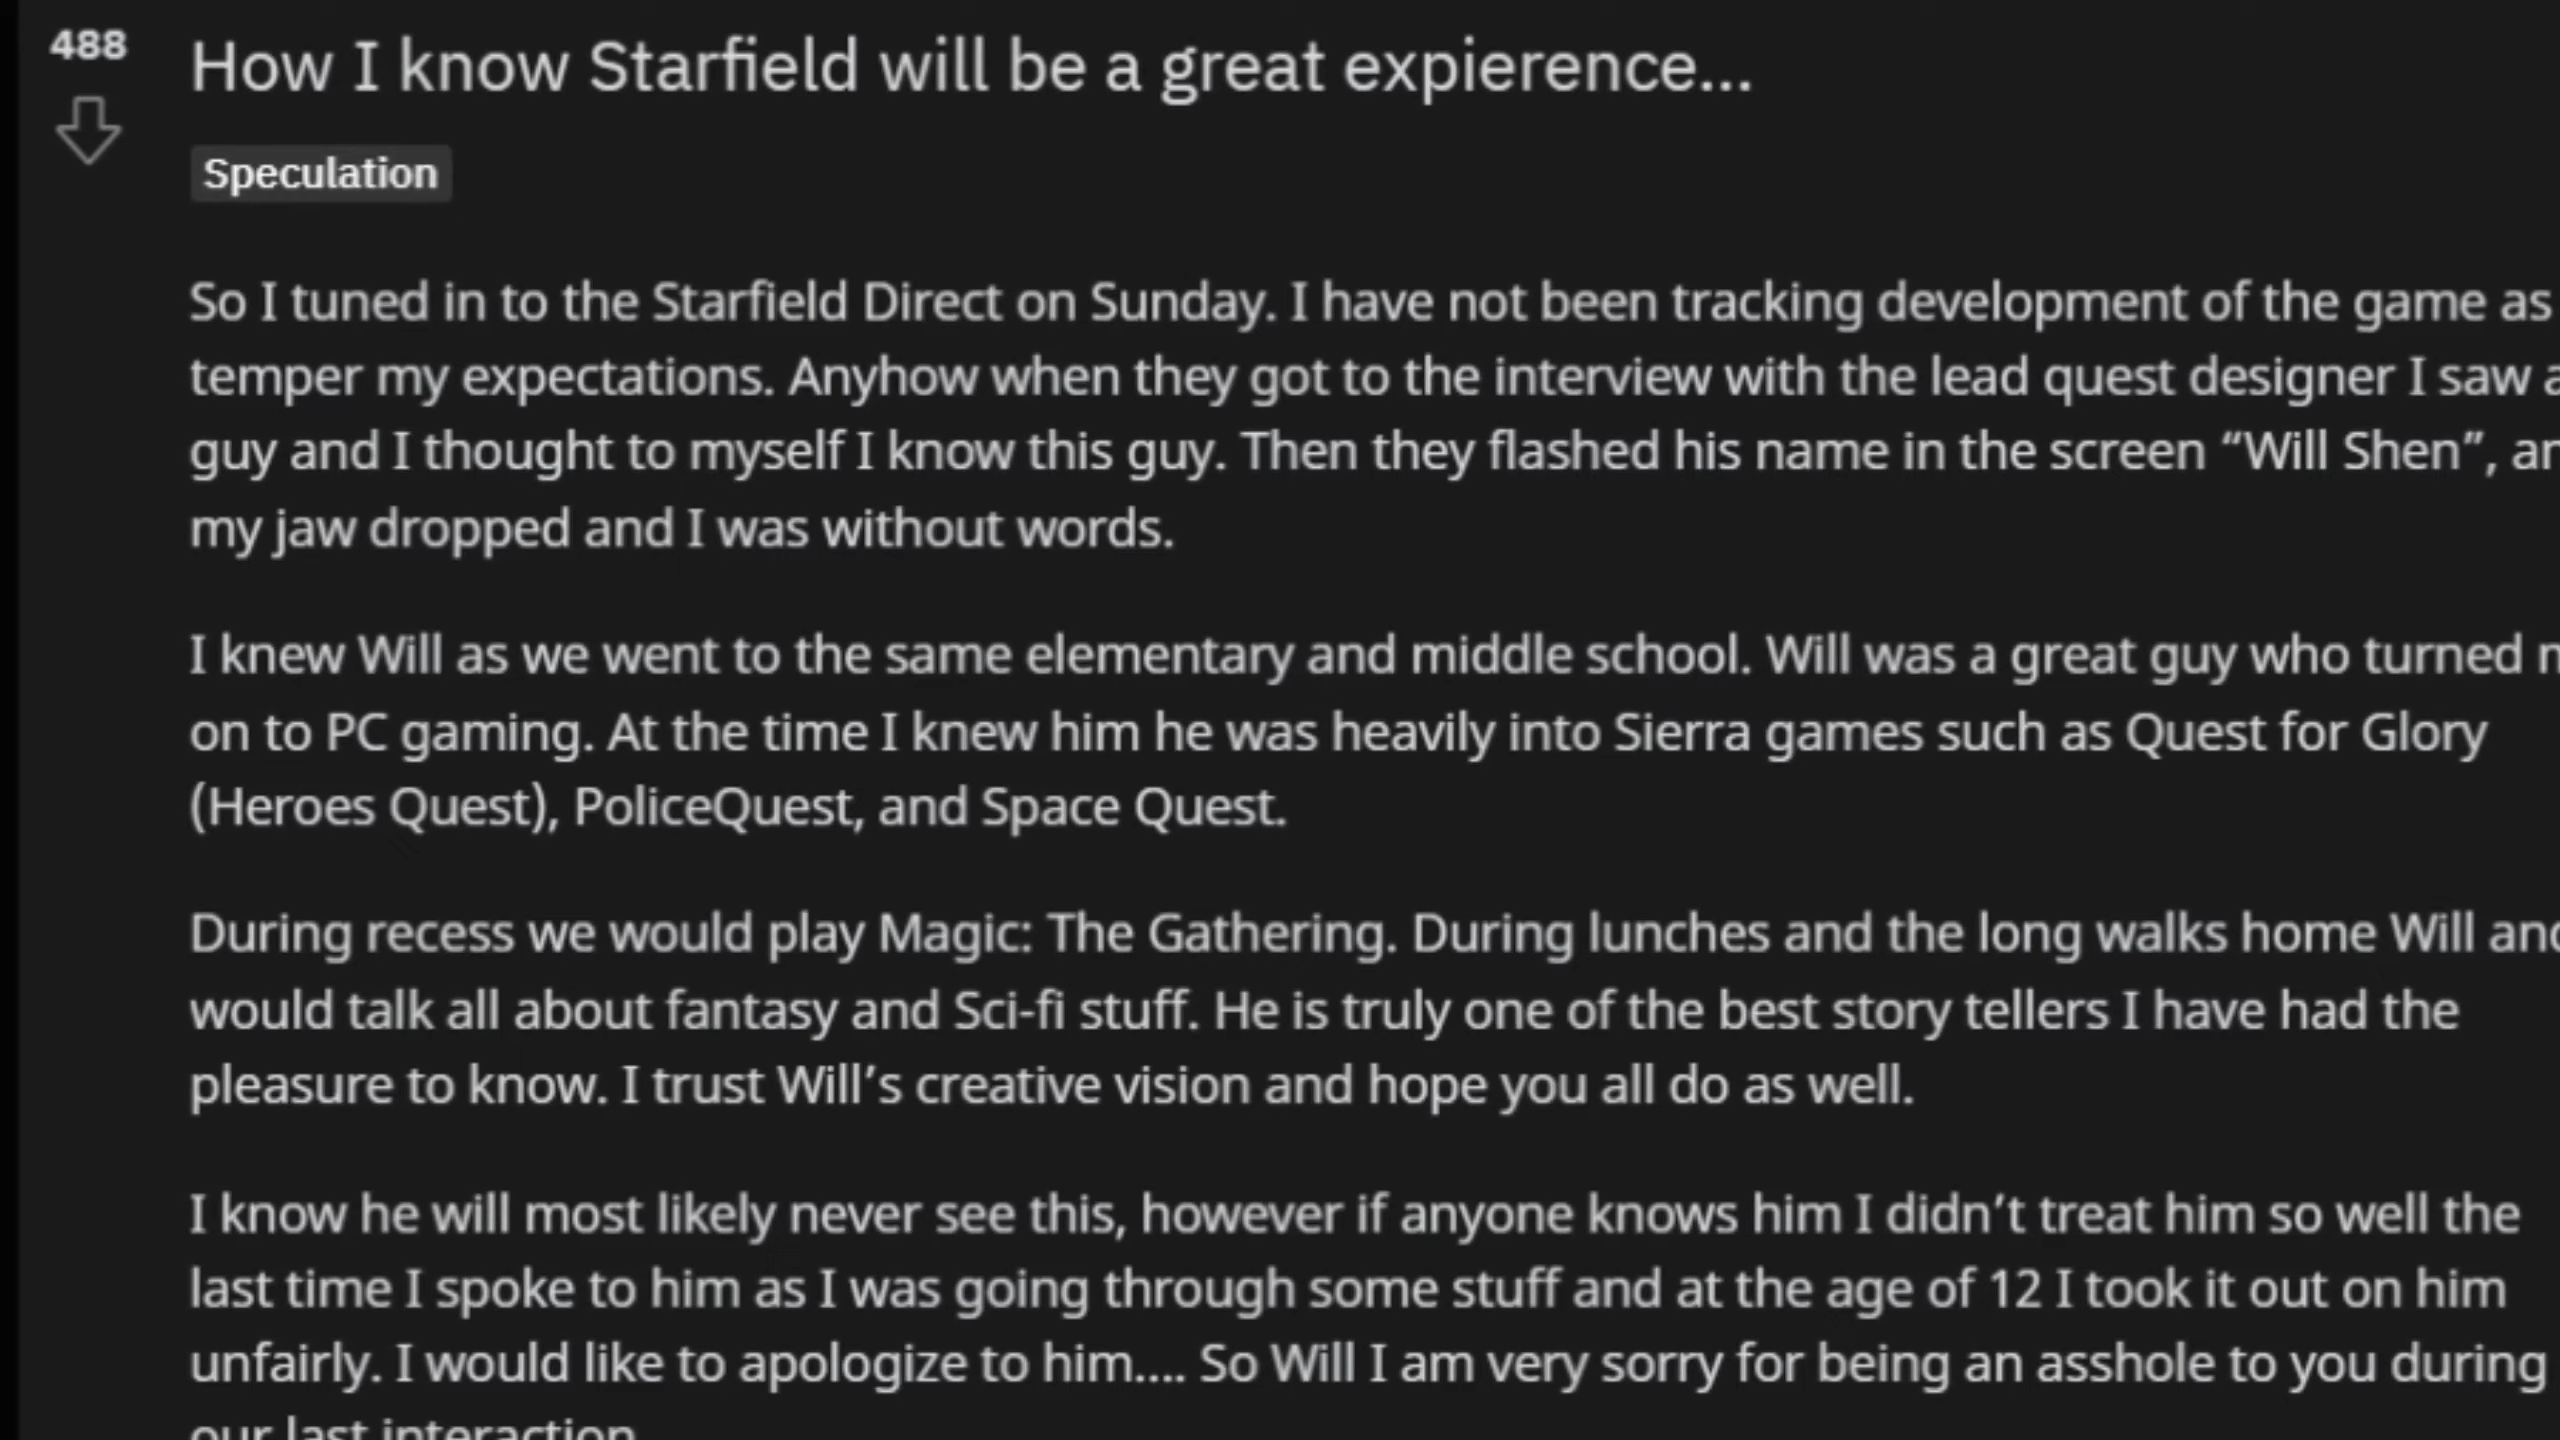 488
How I know Starfield will be a great expierence...
Speculation
So I tuned in to the Starfield Direct on Sunday. I have not been tracking development of the game as
temper my expectations. Anyhow when they got to the interview with the lead quest designer I saw a
guy and I thought to myself I know this guy. Then they flashed his name in the screen “Will Shen”,
my jaw dropped and I was without words.
I knew Will as we went to the same elementary and middle school. Will was a great guy who turned
on to PC gaming. At the time I knew him he was heavily into Sierra games such as Quest for Glory
(Heroes Quest), PoliceQuest, and Space Quest.
During recess we would play Magic: The Gathering. During lunches and the long walks home Will and
would talk all about fantasy and Sci-fi stuff. He is truly one of the best story tellers I have had the
pleasure to know. I trust Will’s creative vision and hope you all do as well.
I know he will most likely never see this, however if anyone knows him I didn’t treat him so well the
last time I spoke to him as I was going through some stuff and at the age of 12 I took it out on him
unfairly. I would like to apologize to him.... So Will I am very sorry for being an asshole to you during
our last interaction